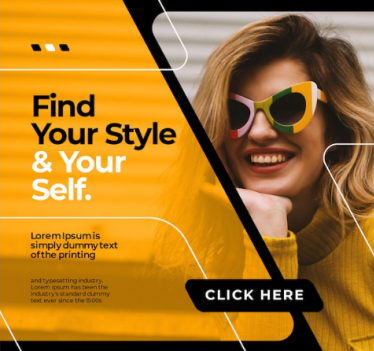 Find
Your Style
& Your
Self.
Lorem Ipsum is
simply dummy text
of the printing
and typesetting industry.
Lorem Ipsum has been the
industry's standard dummy
text ever since the 1500s
CLICK HERE